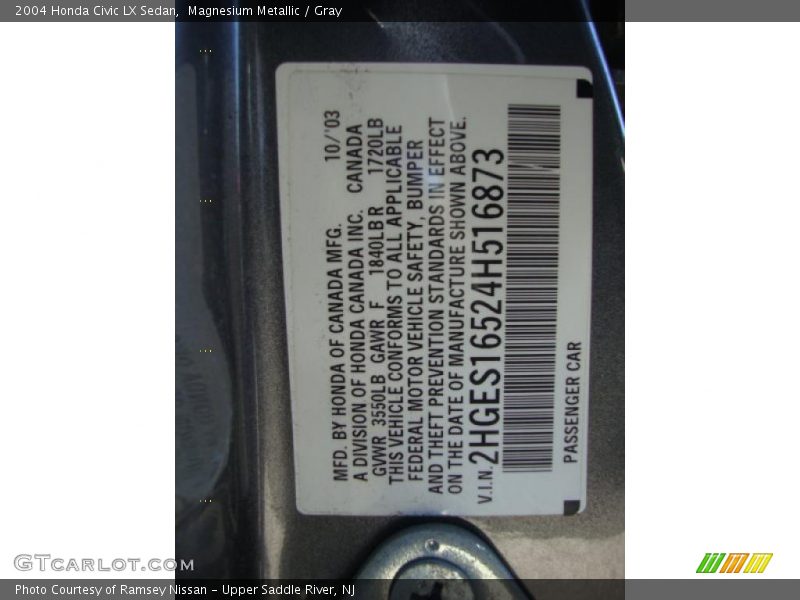 2004 Honda Civic LX Sedan, Magnesium Metallic / Gray
MFD. BY HONDA OF CANADA MFG. 10/'03
A DIVISION OF HONDA CANADA INC. CANADA
GVWR 3550LB GAWR F 1840LB R 1720LB
THIS VEHICLE CONFORMS TO ALL APPLICABLE
FEDERAL MOTOR VEHICLE SAFETY, BUMPER
AND THEFT PREVENTION STANDARDS IN EFFECT
ON THE DATE OF MANUFACTURE SHOWN ABOVE.
V.I.N. 2HGES16524H516873
PASSENGER CAR
GTcarlot.com
Photo Courtesy of Ramsey Nissan - Upper Saddle River, NJ